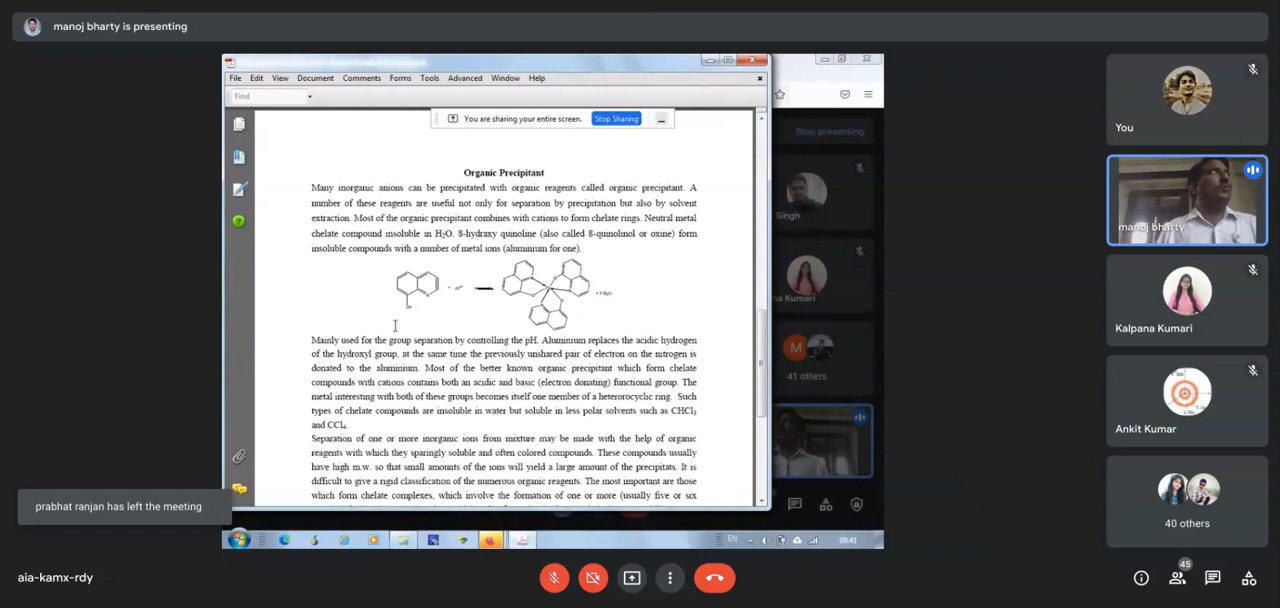 manoj bharty is presenting
File Edit View Document Comments Forms Tools Advanced Window Help
Find
You are sharing your entire screen. Stop Sharing
Stop presenting
Organic Precipitant
Many inorganic anions can be precipitated with organic reagents called organic precipitant. A
number of these reagents are useful not only for separation by precipitation but also by solvent
extraction. Most of the organic precipitant combines with cations to form chelate rings. Neutral metal
chelate compound insoluble in H₂O. 8-hydraxy quinoline (also called 8-quinolinol or oxine) form
insoluble compounds with a number of metal ions (aluminium for one).
Mainly used for the group separation by controlling the pH. Aluminium replaces the acidic hydrogen
of the hydroxyl group, at the same time the previously unshared pair of electron on the nitrogen is
donated to the aluminium. Most of the better known organic precipitant which form chelate
compounds with cations contains both an acidic and basic (electron donating) functional group. The
metal interesting with both of these groups becomes itself one member of a heterorocyclic ring. Such
types of chelate compounds are insoluble in water but soluble in less polar solvents such as CHCl₃
and CCl₄.
Separation of one or more inorganic ions from mixture may be made with the help of organic
reagents with which they sparingly soluble and often colored compounds. These compounds usually
have high m.w. so that small amounts of the ions will yield a large amount of the precipitats. It is
difficult to give a rigid classification of the numerous organic reagents. The most important are those
which form chelate complexes, which involve the formation of one or more (usually five or six
Singh
a Kumari
M
41 others
EN
09:41
You
manoj bharty
Kalpana Kumari
Ankit Kumar
40 others
prabhat ranjan has left the meeting
aia-kamx-rdy
45